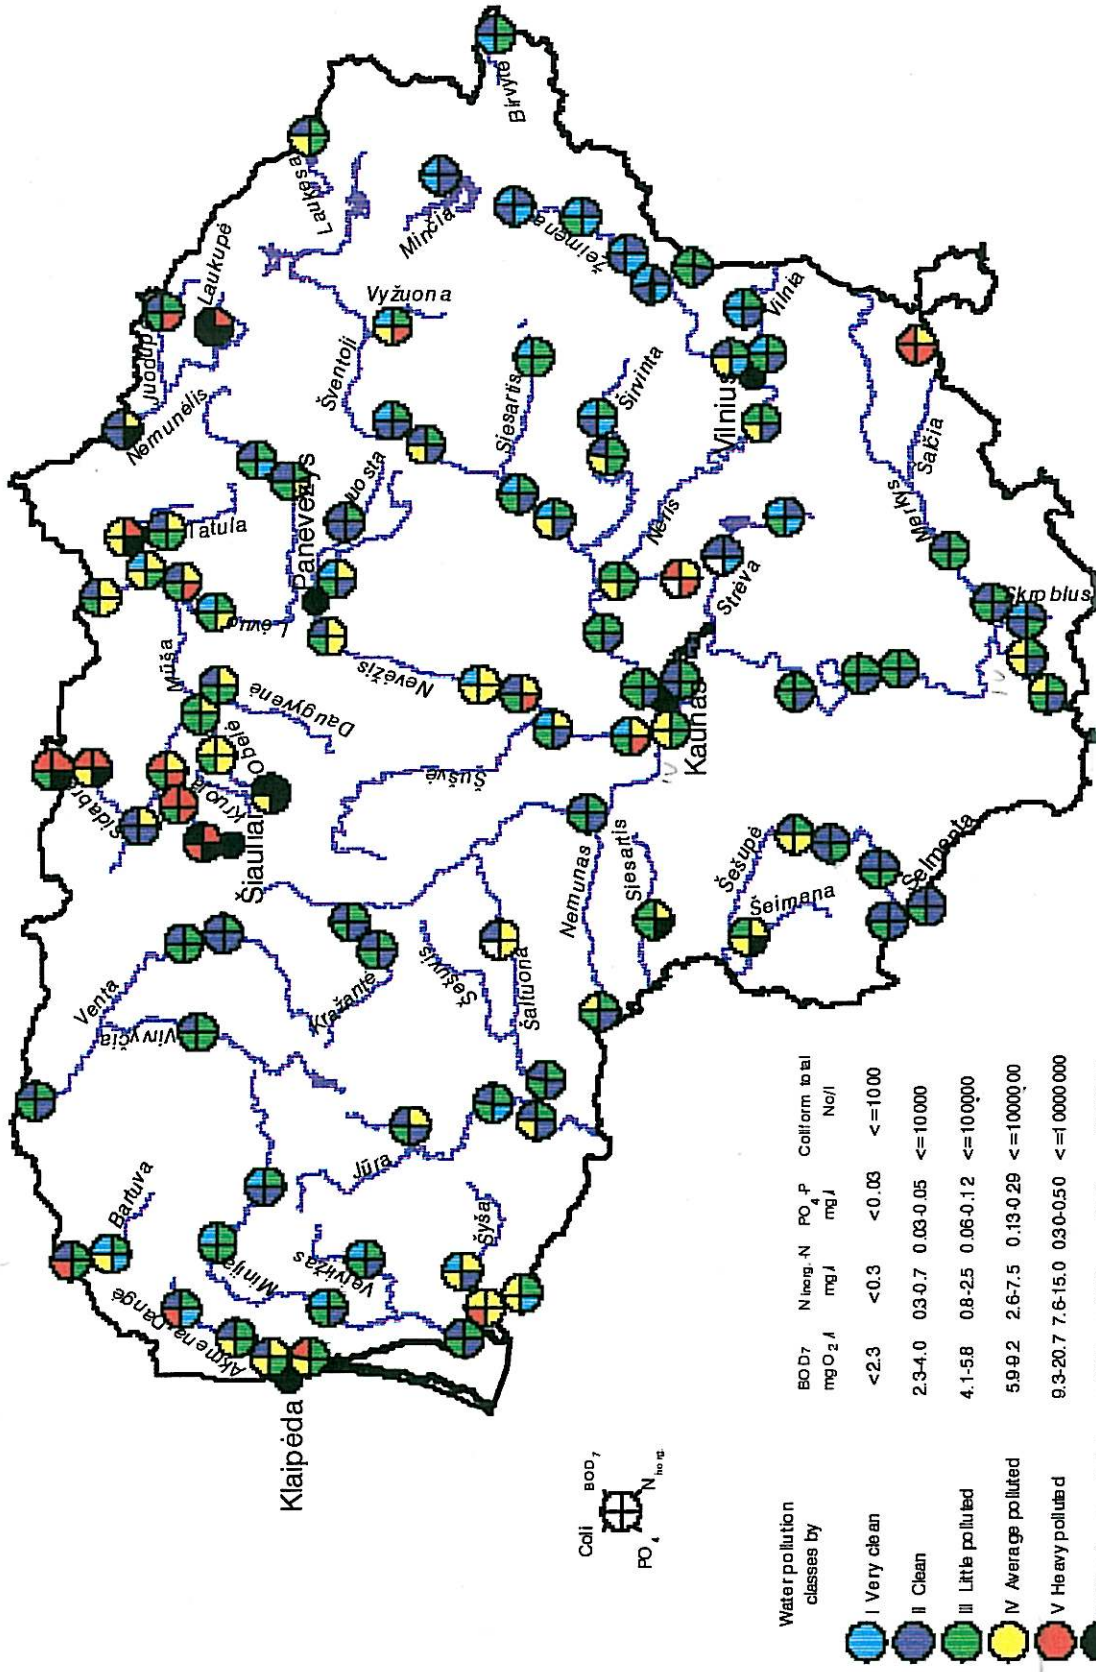 Birvytė
Laukesa
Minčia
Žeimena
Laukupė
Juodup
Nemunėlis
Vyžuona
Šventoji
Siesartis
Širvinta
Vilnia
Vilnius
Neris
Merkys
Šalčia
Skroblus
Tatula
Panevėžys
Juosta
Lėvuo
Mūša
Nevėžis
Daugyvenė
Obelė
Kruoja
Sidabr
Šiauliai
Šušvė
Strėva
Kaunas
Nemunas
Siesartis
Šešupė
Šeimena
Šelmenta
Venta
Virvyčia
Kražantė
Šešuvis
Šaltuona
Bartuva
Jūra
Šyša
Veiviržas
Minija
Akmena-Dangė
Klaipėda
Coli BOD7
PO4 N horg.
Water pollution
classes by
BOD7 N inorg.-N PO4-P Coliform total
mgO2/l mg/l mg/l No/l
I Very clean <2.3 <0.3 <0.03 <=1000
II Clean 2.3-4.0 0.3-0.7 0.03-0.05 <=10000
III Little polluted 4.1-5.8 0.8-2.5 0.06-0.12 <=100000
IV Average polluted 5.9-9.2 2.6-7.5 0.13-0.29 <=1000000
V Heavy polluted 9.3-20.7 7.6-15.0 0.30-0.50 <=10000000